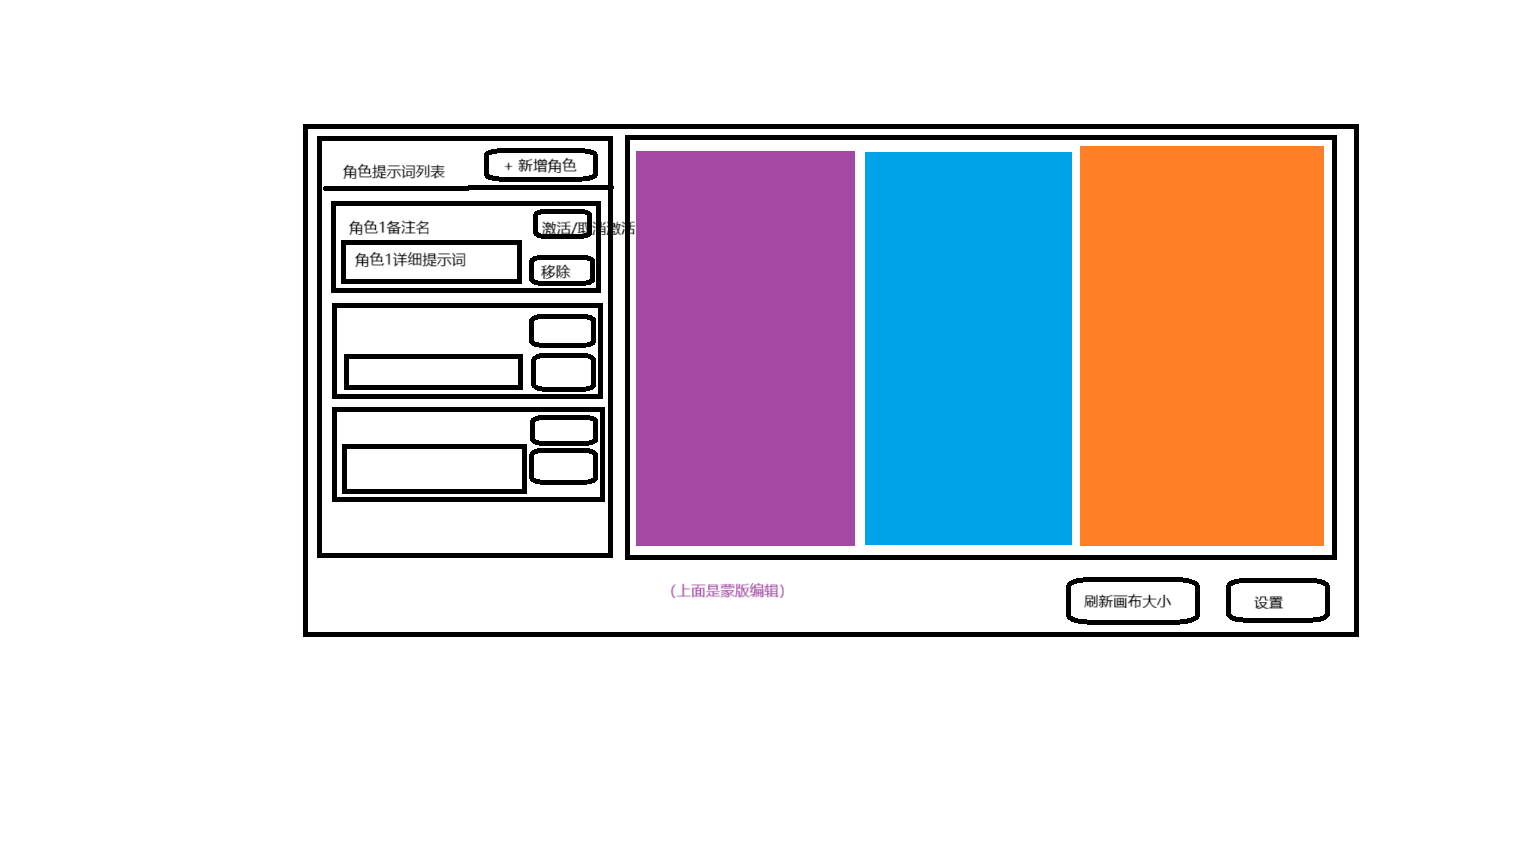 角色提示词列表
+ 新增角色
角色1备注名
激活/取消激活
角色1详细提示词
移除
(上面是蒙版编辑)
刷新画布大小
设置